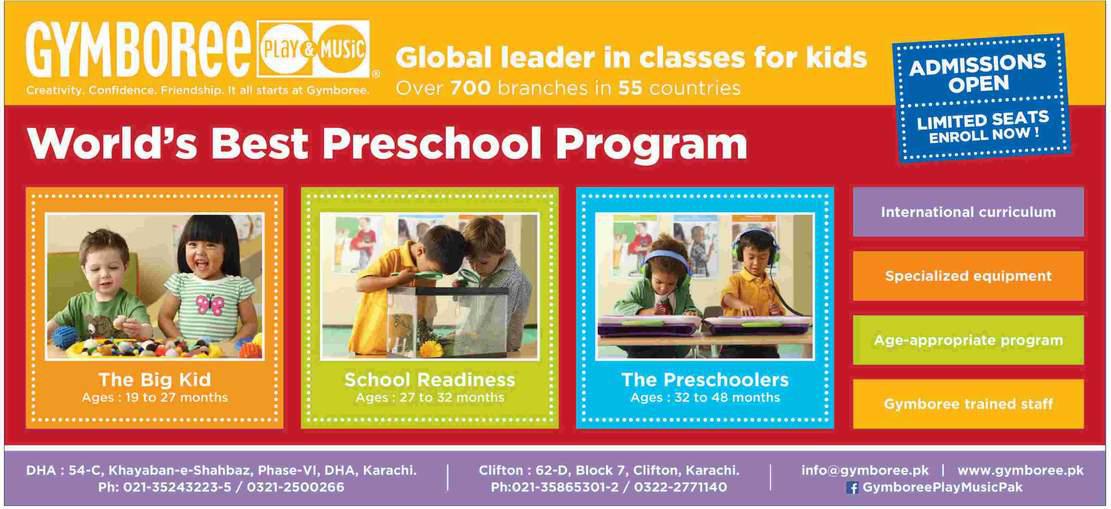 GYMBOREE PLAY & MUSIC ®
Creativity. Confidence. Friendship. It all starts at Gymboree.
Global leader in classes for kids
Over 700 branches in 55 countries
ADMISSIONS
OPEN
LIMITED SEATS
ENROLL NOW !
World's Best Preschool Program
The Big Kid
Ages : 19 to 27 months
School Readiness
Ages : 27 to 32 months
The Preschoolers
Ages : 32 to 48 months
International curriculum
Specialized equipment
Age-appropriate program
Gymboree trained staff
DHA : 54-C, Khayaban-e-Shahbaz, Phase-VI, DHA, Karachi.
Ph: 021-35243223-5 / 0321-2500266
Clifton : 62-D, Block 7, Clifton, Karachi.
Ph:021-35865301-2 / 0322-2771140
info@gymboree.pk | www.gymboree.pk
GymboreePlayMusicPak